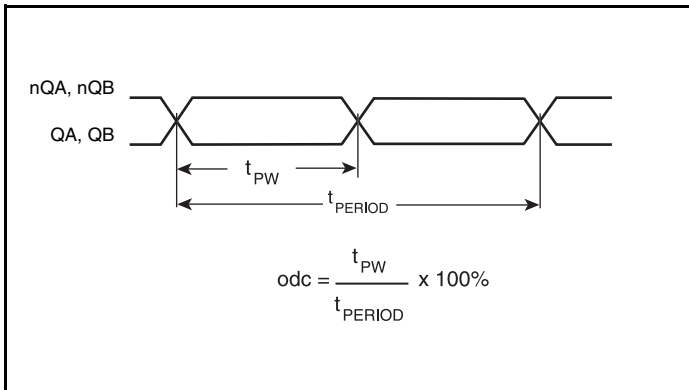 nQA, nQB
QA, QB
tPW
tPERIOD
odc = tPW / tPERIOD x 100%